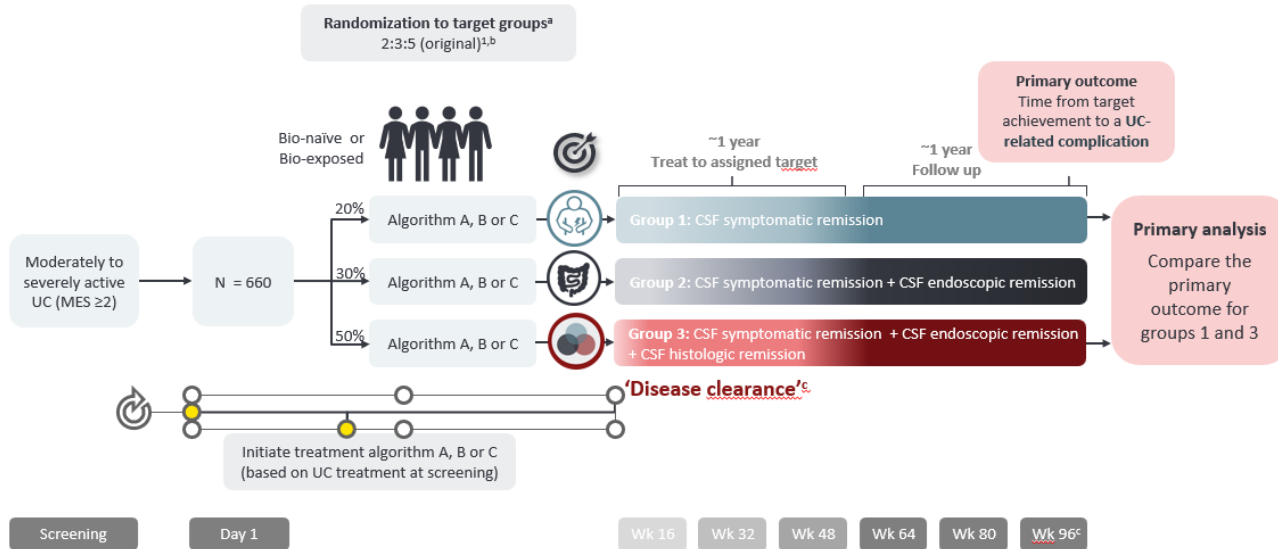 Randomization to target groupsᵃ
2:3:5 (original)¹,ᵇ
Primary outcome
Time from target
achievement to a UC-
related complication
Bio-naïve or
Bio-exposed
~1 year
Treat to assigned target
~1 year
Follow up
Moderately to
severely active
UC (MES ≥2)
N = 660
20%
Algorithm A, B or C
Group 1: CSF symptomatic remission
30%
Algorithm A, B or C
Group 2: CSF symptomatic remission + CSF endoscopic remission
50%
Algorithm A, B or C
Group 3: CSF symptomatic remission + CSF endoscopic remission
+ CSF histologic remission
Primary analysis
Compare the
primary
outcome for
groups 1 and 3
'Disease clearance'ᶜ
Initiate treatment algorithm A, B or C
(based on UC treatment at screening)
Screening
Day 1
Wk 16
Wk 32
Wk 48
Wk 64
Wk 80
Wk 96ᶜ